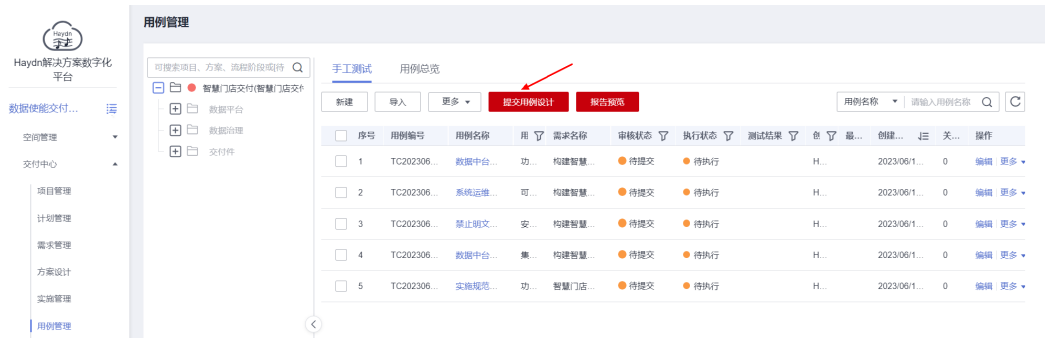 用例管理
Haydn
Haydn解决方案数字化
平台
数据使能交付...
空间管理
交付中心
项目管理
计划管理
需求管理
方案设计
实施管理
用例管理
可搜索项目、方案、流程阶段或待
智慧门店交付(智慧门店交付
数据平台
数据治理
交付件
手工测试 用例总览
新建 导入 更多 提交用例设计 报告预览 用例名称 请输入用例名称
序号 用例编号 用例名称 用 需求名称 审核状态 执行状态 测试结果 创 最... 创建... 关... 操作
1 TC202306... 数据中台... 功... 构建智慧... 待提交 待执行 H... 2023/06/1... 0 编辑 更多
2 TC202306... 系统运维... 可... 构建智慧... 待提交 待执行 H... 2023/06/1... 0 编辑 更多
3 TC202306... 禁止明文... 安... 构建智慧... 待提交 待执行 H... 2023/06/1... 0 编辑 更多
4 TC202306... 数据中台... 集... 构建智慧... 待提交 待执行 H... 2023/06/1... 0 编辑 更多
5 TC202306... 实施规范... 功... 智慧门店... 待提交 待执行 H... 2023/06/1... 0 编辑 更多